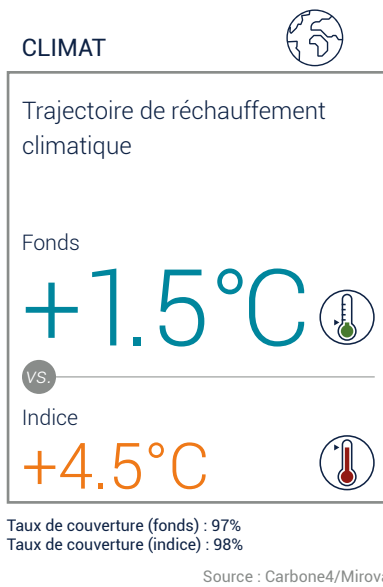 CLIMAT
Trajectoire de réchauffement
climatique
Fonds
+1.5°C
vs.
Indice
+4.5°C
Taux de couverture (fonds) : 97%
Taux de couverture (indice) : 98%
Source : Carbone4/Mirova